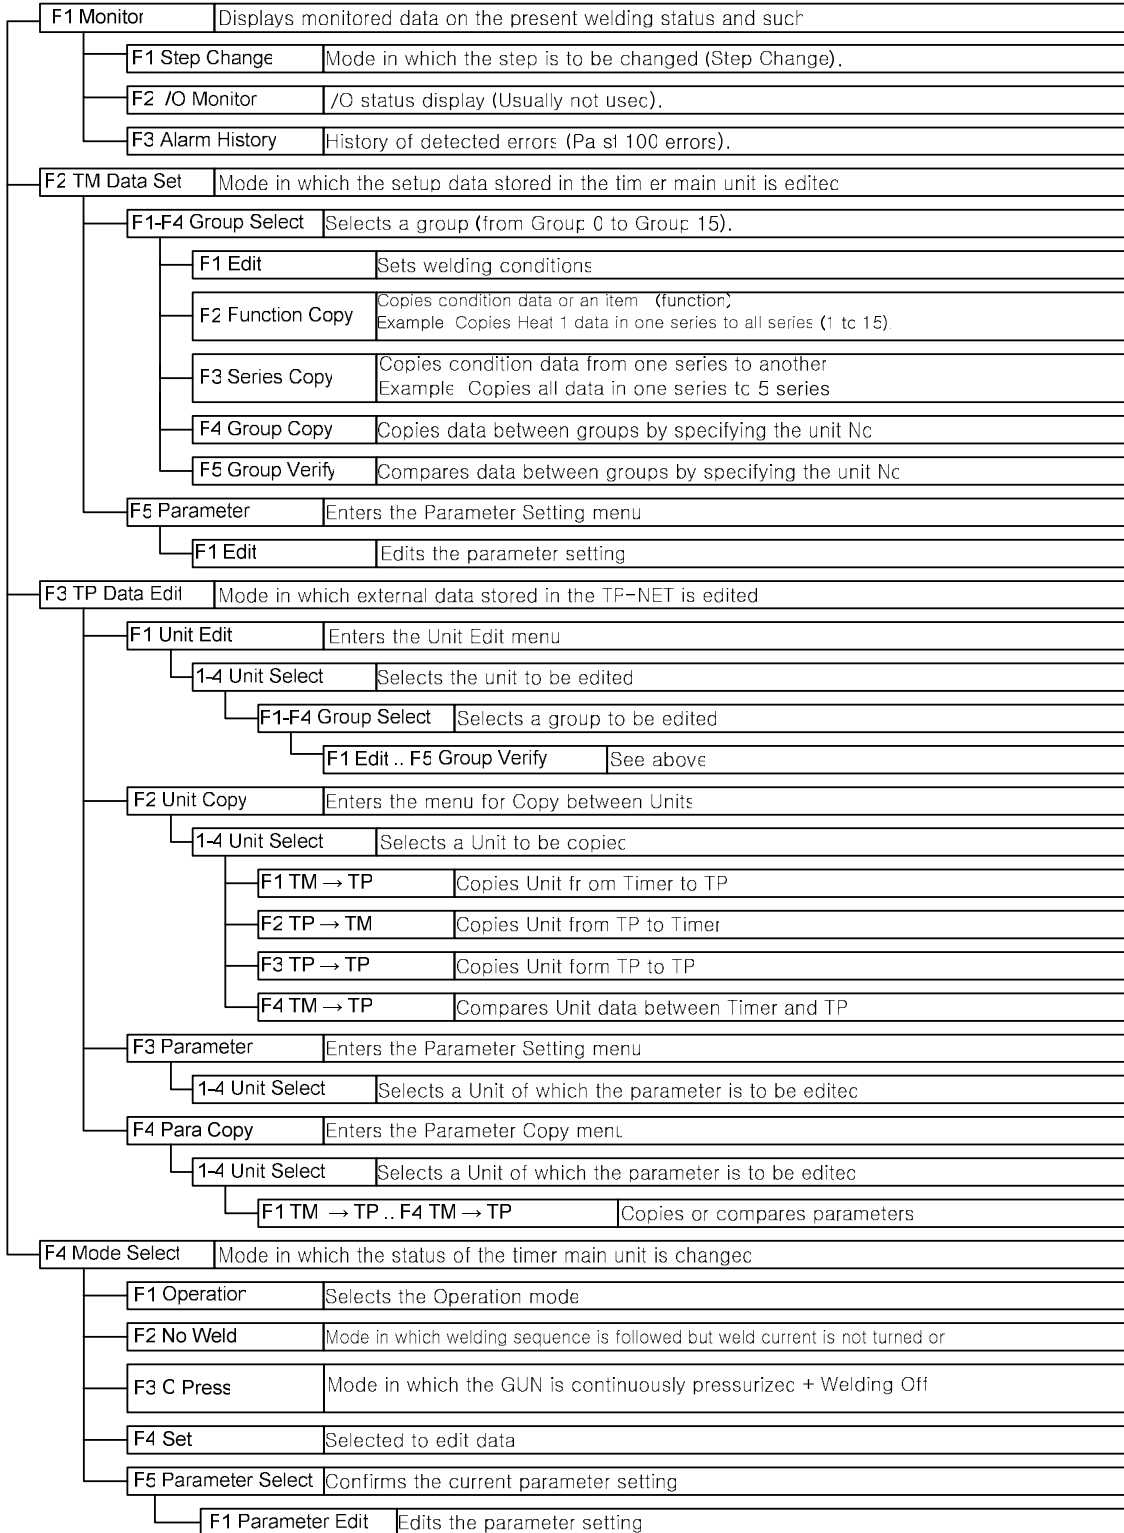 F1 Monitor Displays monitored data on the present welding status and such
F1 Step Change Mode in which the step is to be changed (Step Change).
F2 /O Monitor /O status display (Usually not used).
F3 Alarm History History of detected errors (Pa st 100 errors).
F2 TM Data Set Mode in which the setup data stored in the tim er main unit is edited
F1-F4 Group Select Selects a group (from Group 0 to Group 15).
F1 Edit Sets welding conditions
F2 Function Copy Copies condition data or an item (function)
Example Copies Heat 1 data in one series to all series (1 to 15).
F3 Series Copy Copies condition data from one series to another
Example Copies all data in one series to 5 series
F4 Group Copy Copies data between groups by specifying the unit No
F5 Group Verify Compares data between groups by specifying the unit No
F5 Parameter Enters the Parameter Setting menu
F1 Edit Edits the parameter setting
F3 TP Data Edit Mode in which external data stored in the TP-NET is edited
F1 Unit Edit Enters the Unit Edit menu
1-4 Unit Select Selects the unit to be edited
F1-F4 Group Select Selects a group to be edited
F1 Edit .. F5 Group Verify See above
F2 Unit Copy Enters the menu for Copy between Units
1-4 Unit Select Selects a Unit to be copied
F1 TM → TP Copies Unit fr om Timer to TP
F2 TP → TM Copies Unit from TP to Timer
F3 TP → TP Copies Unit form TP to TP
F4 TM → TP Compares Unit data between Timer and TP
F3 Parameter Enters the Parameter Setting menu
1-4 Unit Select Selects a Unit of which the parameter is to be edited
F4 Para Copy Enters the Parameter Copy menu
1-4 Unit Select Selects a Unit of which the parameter is to be edited
F1 TM → TP .. F4 TM → TP Copies or compares parameters
F4 Mode Select Mode in which the status of the timer main unit is changed
F1 Operation Selects the Operation mode
F2 No Weld Mode in which welding sequence is followed but weld current is not turned on
F3 C Press Mode in which the GUN is continuously pressurized + Welding Off
F4 Set Selected to edit data
F5 Parameter Select Confirms the current parameter setting
F1 Parameter Edit Edits the parameter setting